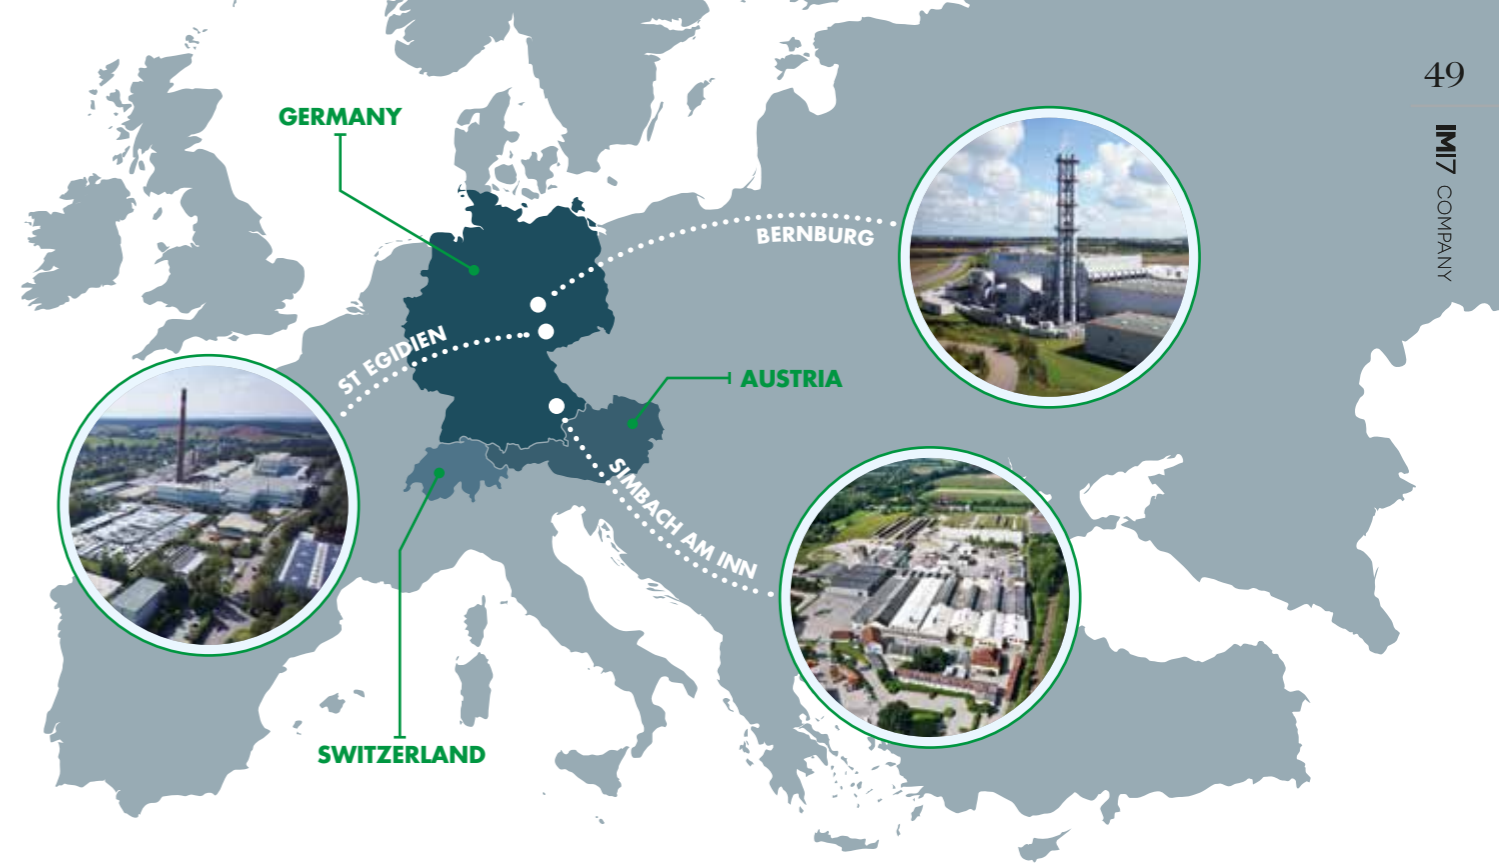 49
IMI7 COMPANY
GERMANY
BERNBURG
ST EGIDIEN
AUSTRIA
SIMBACH AM INN
SWITZERLAND